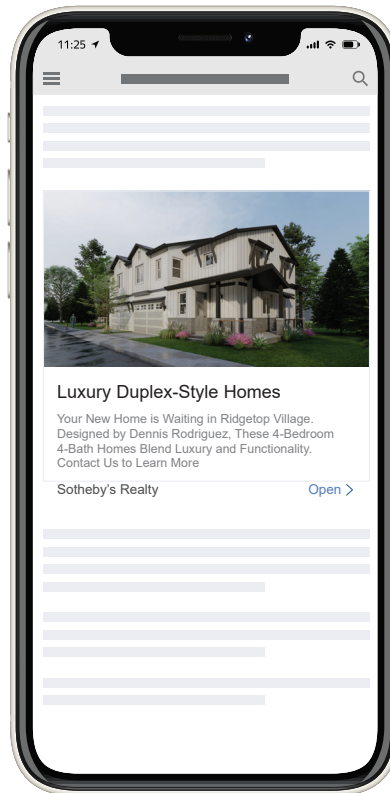 11:25
Luxury Duplex-Style Homes
Your New Home is Waiting in Ridgetop Village.
Designed by Dennis Rodriguez, These 4-Bedroom
4-Bath Homes Blend Luxury and Functionality.
Contact Us to Learn More
Sotheby's Realty
Open